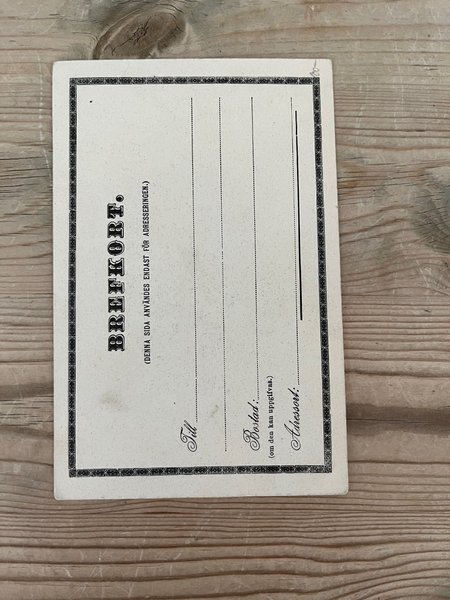 BREFKORT.
(DENNA SIDA ANVÄNDES ENDAST FÖR ADRESSERINGEN.)
Till
Bostad:
(om den kan uppgifvas.)
Adressort: